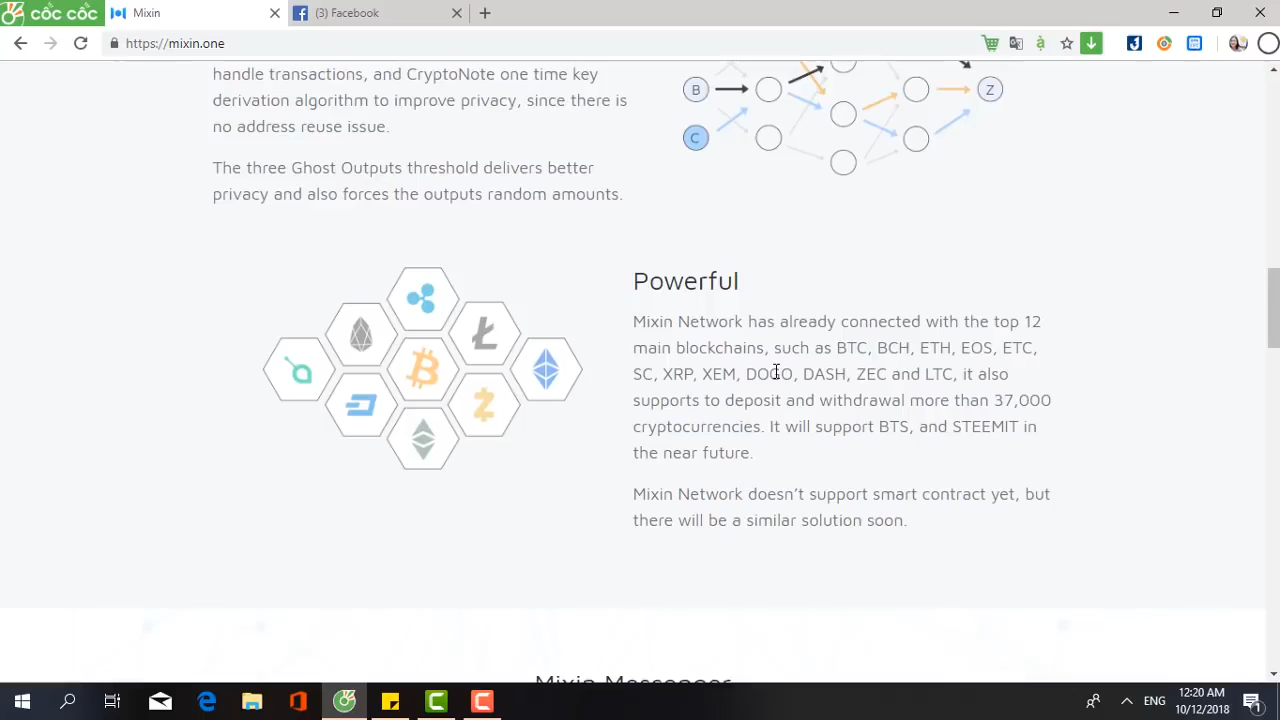 cốc cốc
Mixin
(3) Facebook
https://mixin.one
handle transactions, and CryptoNote one time key
derivation algorithm to improve privacy, since there is
no address reuse issue.
The three Ghost Outputs threshold delivers better
privacy and also forces the outputs random amounts.
B
Z
C
Powerful
Mixin Network has already connected with the top 12
main blockchains, such as BTC, BCH, ETH, EOS, ETC,
SC, XRP, XEM, DOGO, DASH, ZEC and LTC, it also
supports to deposit and withdrawal more than 37,000
cryptocurrencies. It will support BTS, and STEEMIT in
the near future.
Mixin Network doesn't support smart contract yet, but
there will be a similar solution soon.
Mixin Messenger
ENG
12:20 AM
10/12/2018
1